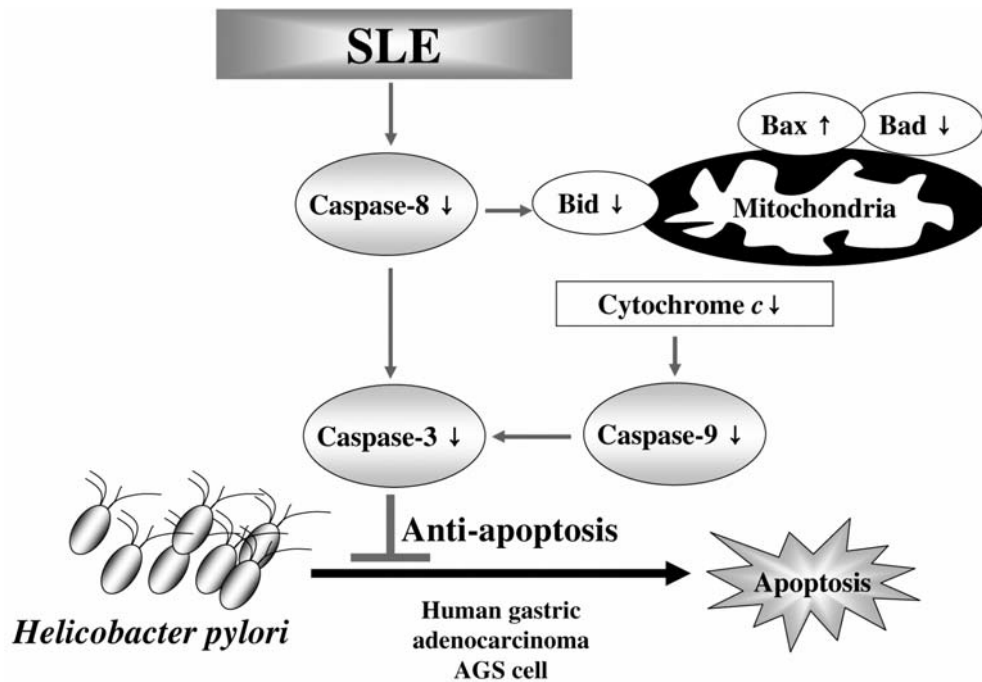 SLE
Bax ↑
Bad ↓
Caspase-8 ↓
Bid ↓
Mitochondria
Cytochrome c ↓
Caspase-3 ↓
Caspase-9 ↓
Anti-apoptosis
Apoptosis
Helicobacter pylori
Human gastric
adenocarcinoma
AGS cell